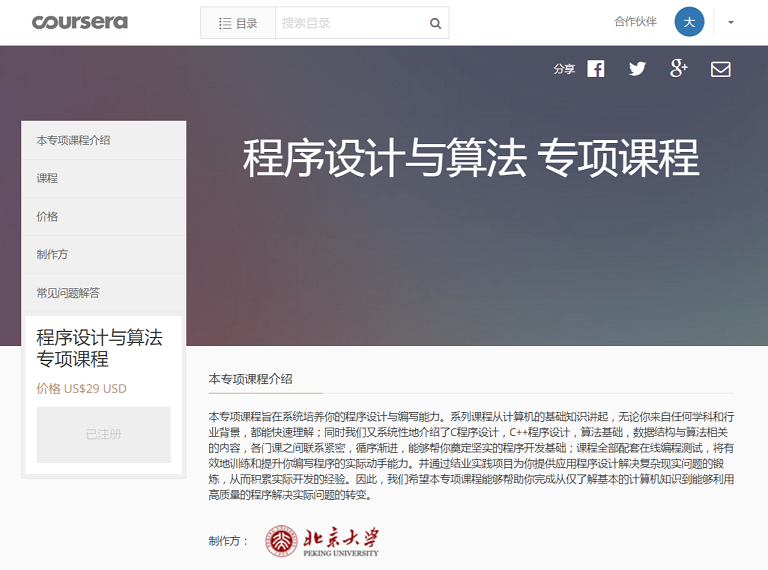 coursera
目录
搜索目录
合作伙伴
大
分享
程序设计与算法 专项课程
本专项课程介绍
课程
价格
制作方
常见问题解答
程序设计与算法
专项课程
价格 US$29 USD
已注册
本专项课程介绍
本专项课程旨在系统培养你的程序设计与编写能力。系列课程从计算机的基础知识讲起，无论你来自任何学科和行
业背景，都能快速理解；同时我们又系统性地介绍了C程序设计，C++程序设计，算法基础，数据结构与算法相关
的内容，各门课之间联系紧密，循序渐进，能够帮你奠定坚实的程序开发基础；课程全部配套在线编程测试，将有
效地训练和提升你编写程序的实际动手能力。并通过结业实践项目为你提供应用程序设计解决复杂现实问题的锻
炼，从而积累实际开发的经验。因此，我们希望本专项课程能够帮助你完成从仅了解基本的计算机知识到能够利用
高质量的程序解决实际问题的转变。
制作方：
北京大学
PEKING UNIVERSITY